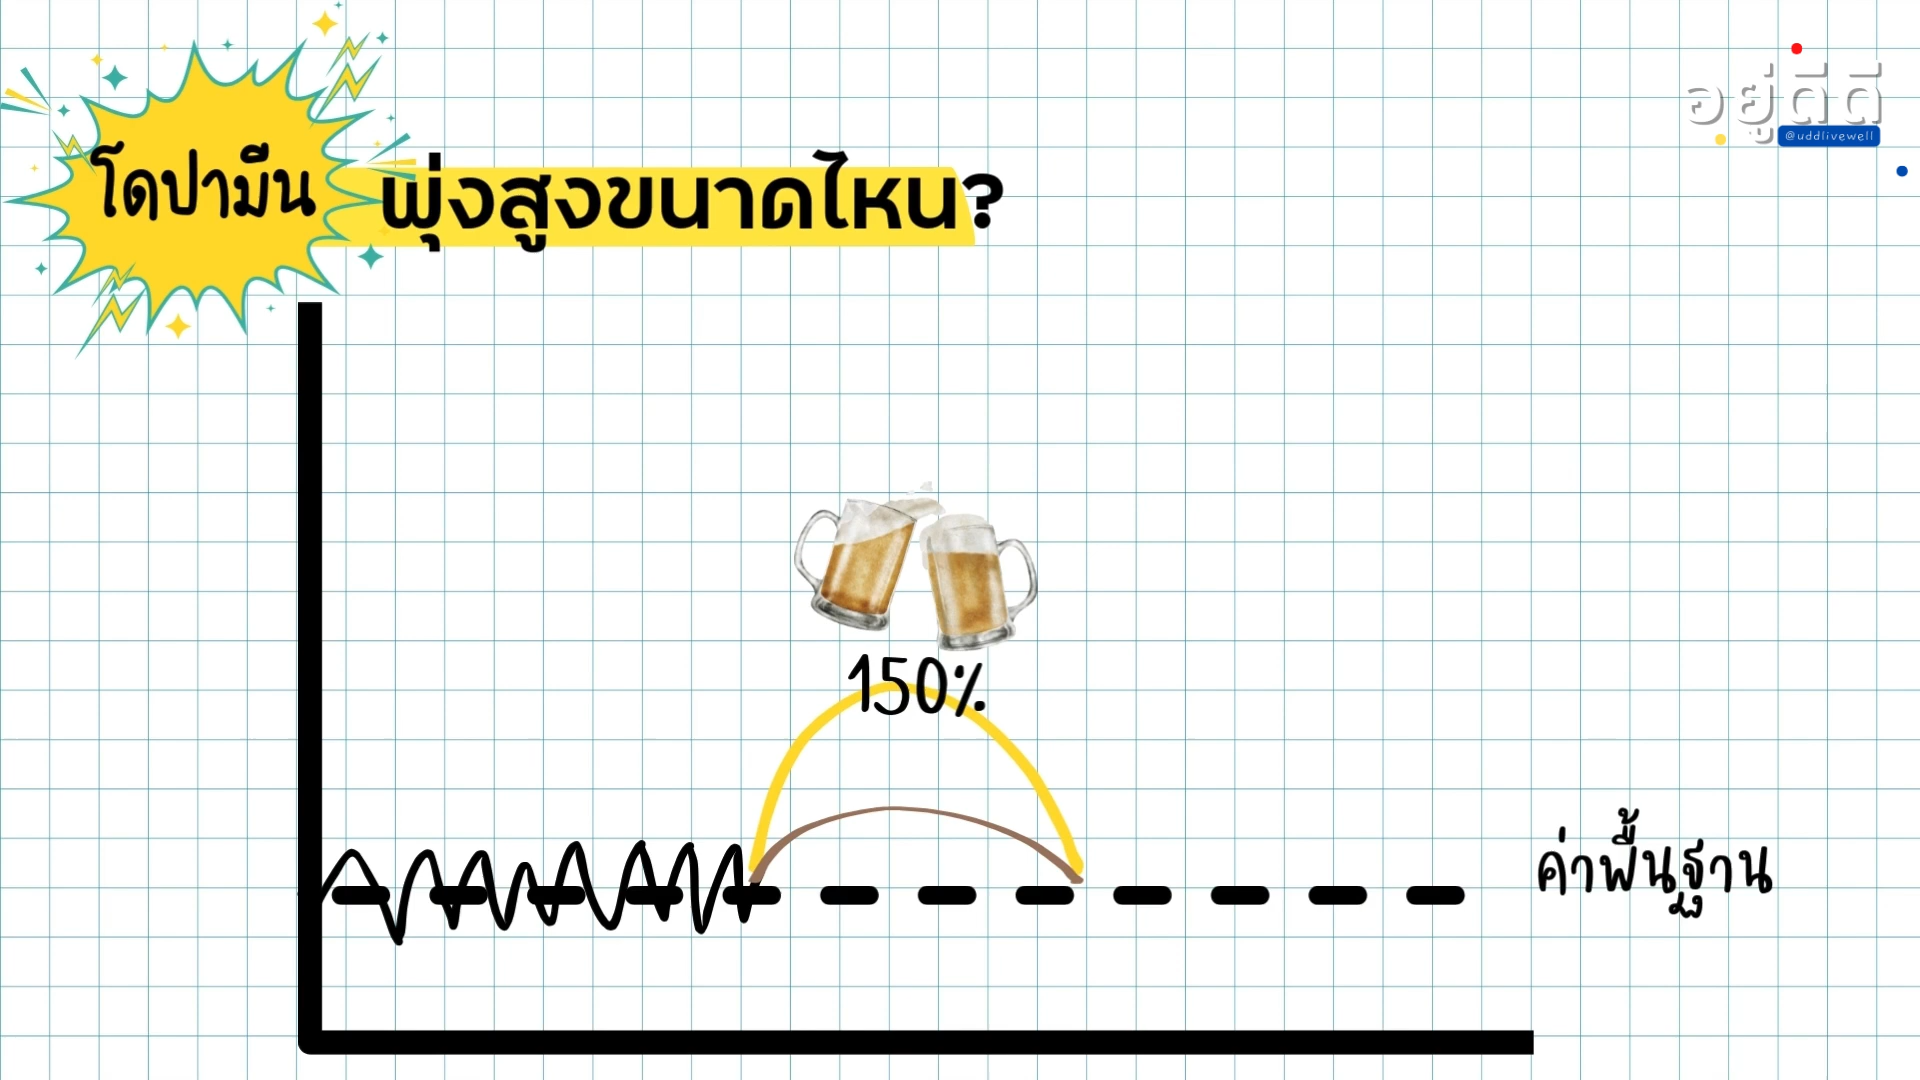 โดปามีน พุ่งสูงขนาดไหน?
อยู่ดีดี
@uddlivewell
150%
ค่าพื้นฐาน